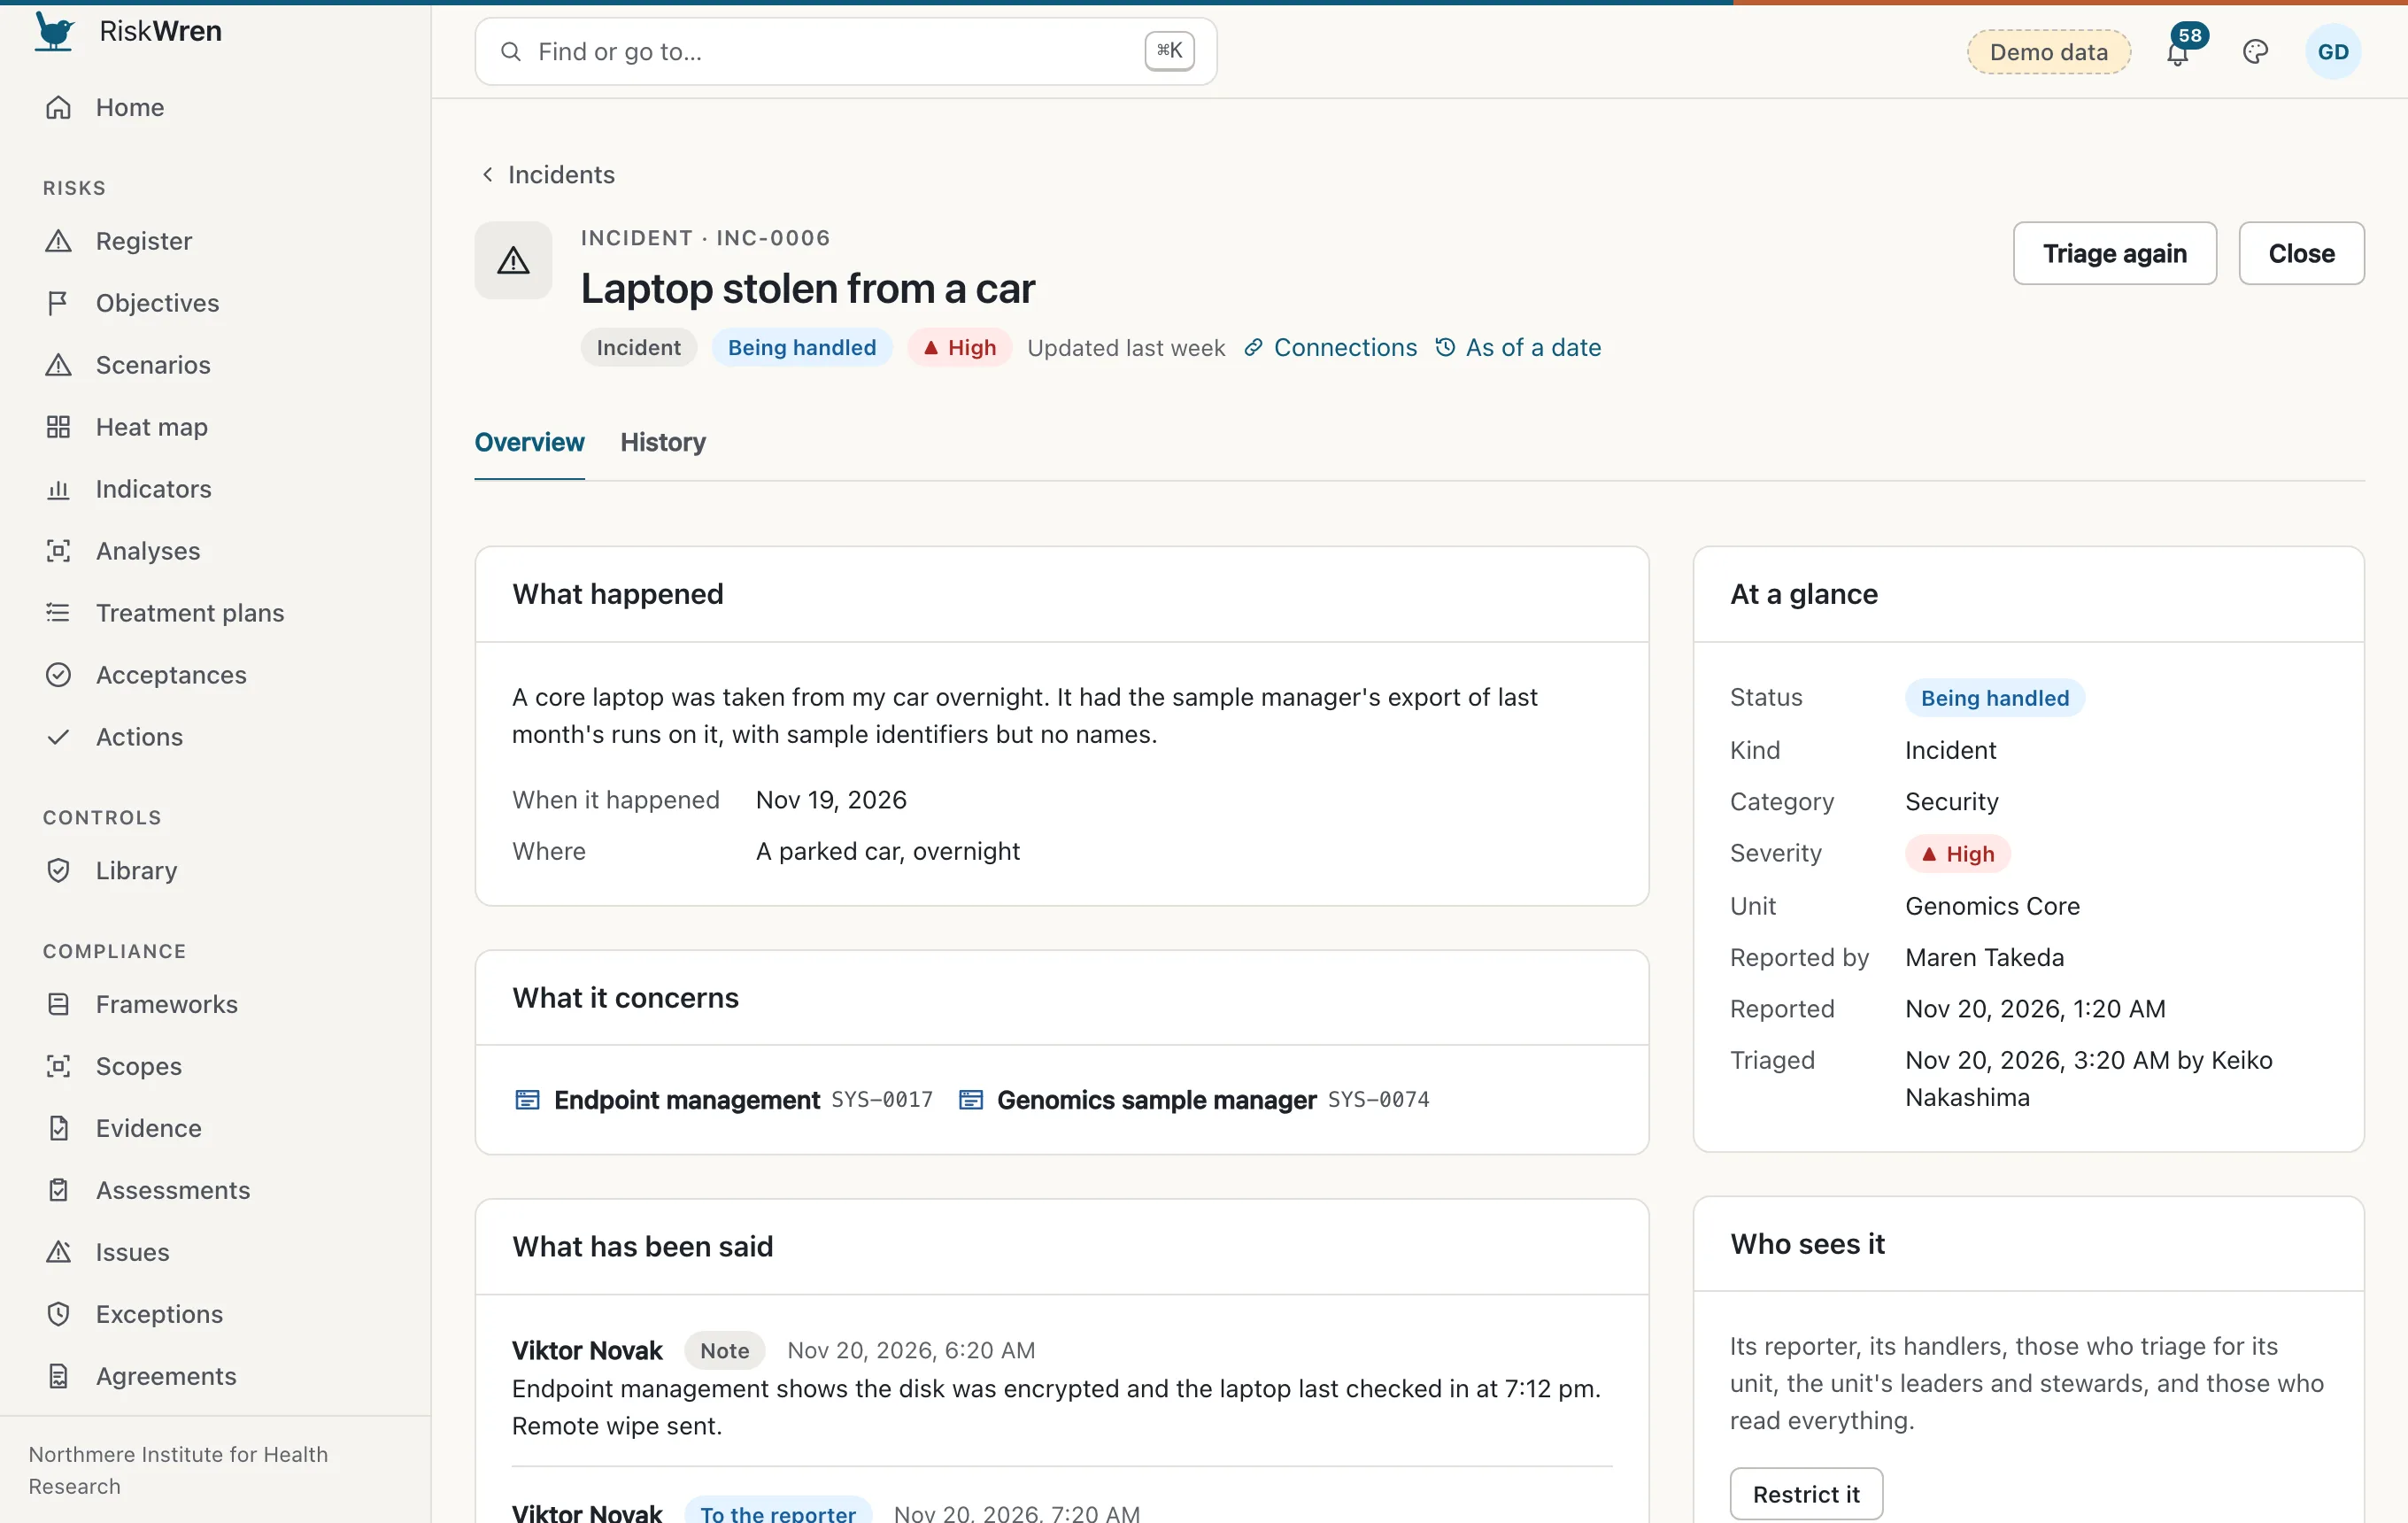 RiskWren
Find or go to...
⌘K
Demo data
58
GD
Home
RISKS
Register
Objectives
Scenarios
Heat map
Indicators
Analyses
Treatment plans
Acceptances
Actions
CONTROLS
Library
COMPLIANCE
Frameworks
Scopes
Evidence
Assessments
Issues
Exceptions
Agreements
Northmere Institute for Health
Research
Incidents
INCIDENT · INC-0006
Laptop stolen from a car
Triage again
Close
Incident
Being handled
High
Updated last week
Connections
As of a date
Overview
History
What happened
A core laptop was taken from my car overnight. It had the sample manager's export of last
month's runs on it, with sample identifiers but no names.
When it happened Nov 19, 2026
Where A parked car, overnight
What it concerns
Endpoint management SYS-0017 Genomics sample manager SYS-0074
What has been said
Viktor Novak Note Nov 20, 2026, 6:20 AM
Endpoint management shows the disk was encrypted and the laptop last checked in at 7:12 pm.
Remote wipe sent.
Viktor Novak To the reporter Nov 20, 2026, 7:20 AM
At a glance
Status Being handled
Kind Incident
Category Security
Severity High
Unit Genomics Core
Reported by Maren Takeda
Reported Nov 20, 2026, 1:20 AM
Triaged Nov 20, 2026, 3:20 AM by Keiko
Nakashima
Who sees it
Its reporter, its handlers, those who triage for its
unit, the unit's leaders and stewards, and those who
read everything.
Restrict it